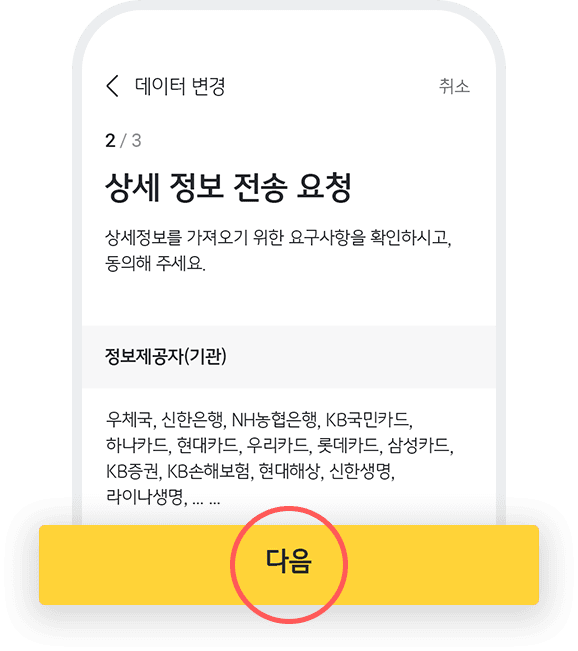 데이터 변경
취소
2 / 3
상세 정보 전송 요청
상세정보를 가져오기 위한 요구사항을 확인하시고,
동의해 주세요.
정보제공자(기관)
우체국, 신한은행, NH농협은행, KB국민카드,
하나카드, 현대카드, 우리카드, 롯데카드, 삼성카드,
KB증권, KB손해보험, 현대해상, 신한생명,
라이나생명, ... ...
다음